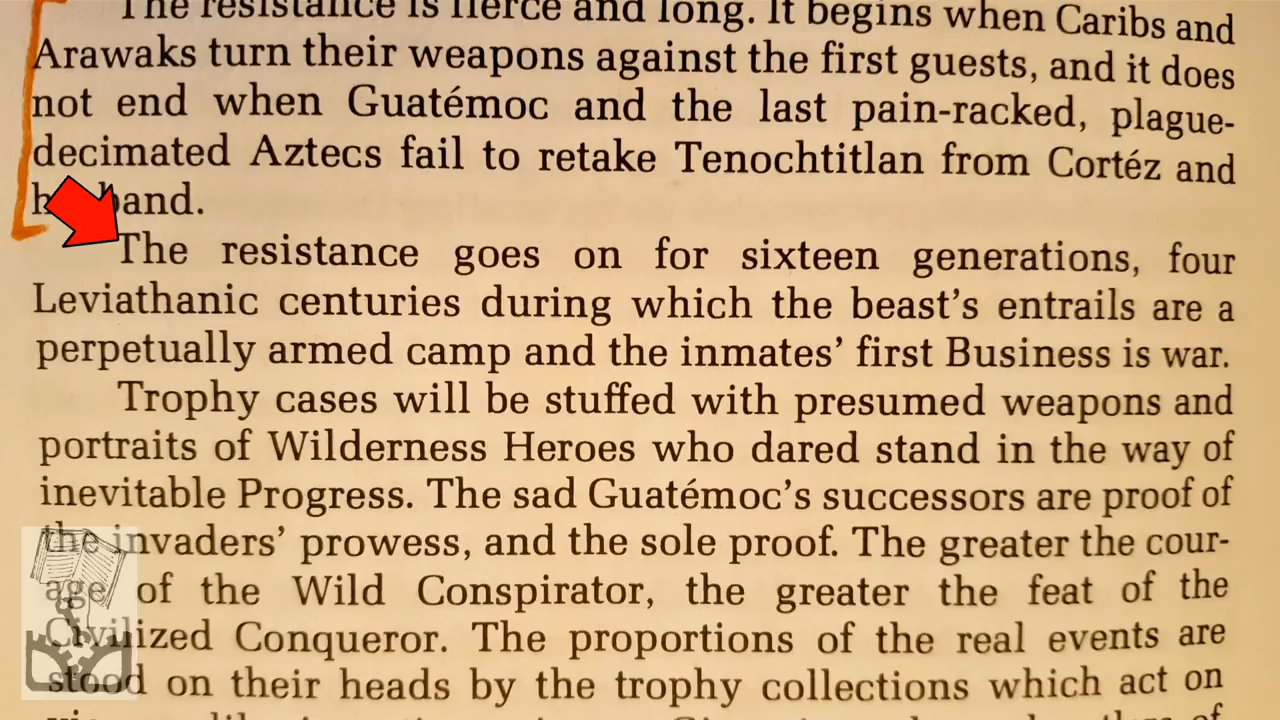 The resistance is fierce and long. It begins when Caribs and
Arawaks turn their weapons against the first guests, and it does
not end when Guatémoc and the last pain-racked, plague-
decimated Aztecs fail to retake Tenochtitlan from Cortéz and
band.
The resistance goes on for sixteen generations, four
Leviathanic centuries during which the beast's entrails are a
perpetually armed camp and the inmates' first Business is war.
Trophy cases will be stuffed with presumed weapons and
portraits of Wilderness Heroes who dared stand in the way of
inevitable Progress. The sad Guatémoc's successors are proof of
the invaders' prowess, and the sole proof. The greater the cour-
age of the Wild Conspirator, the greater the feat of the
Civilized Conqueror. The proportions of the real events are
stood on their heads by the trophy collections which act on